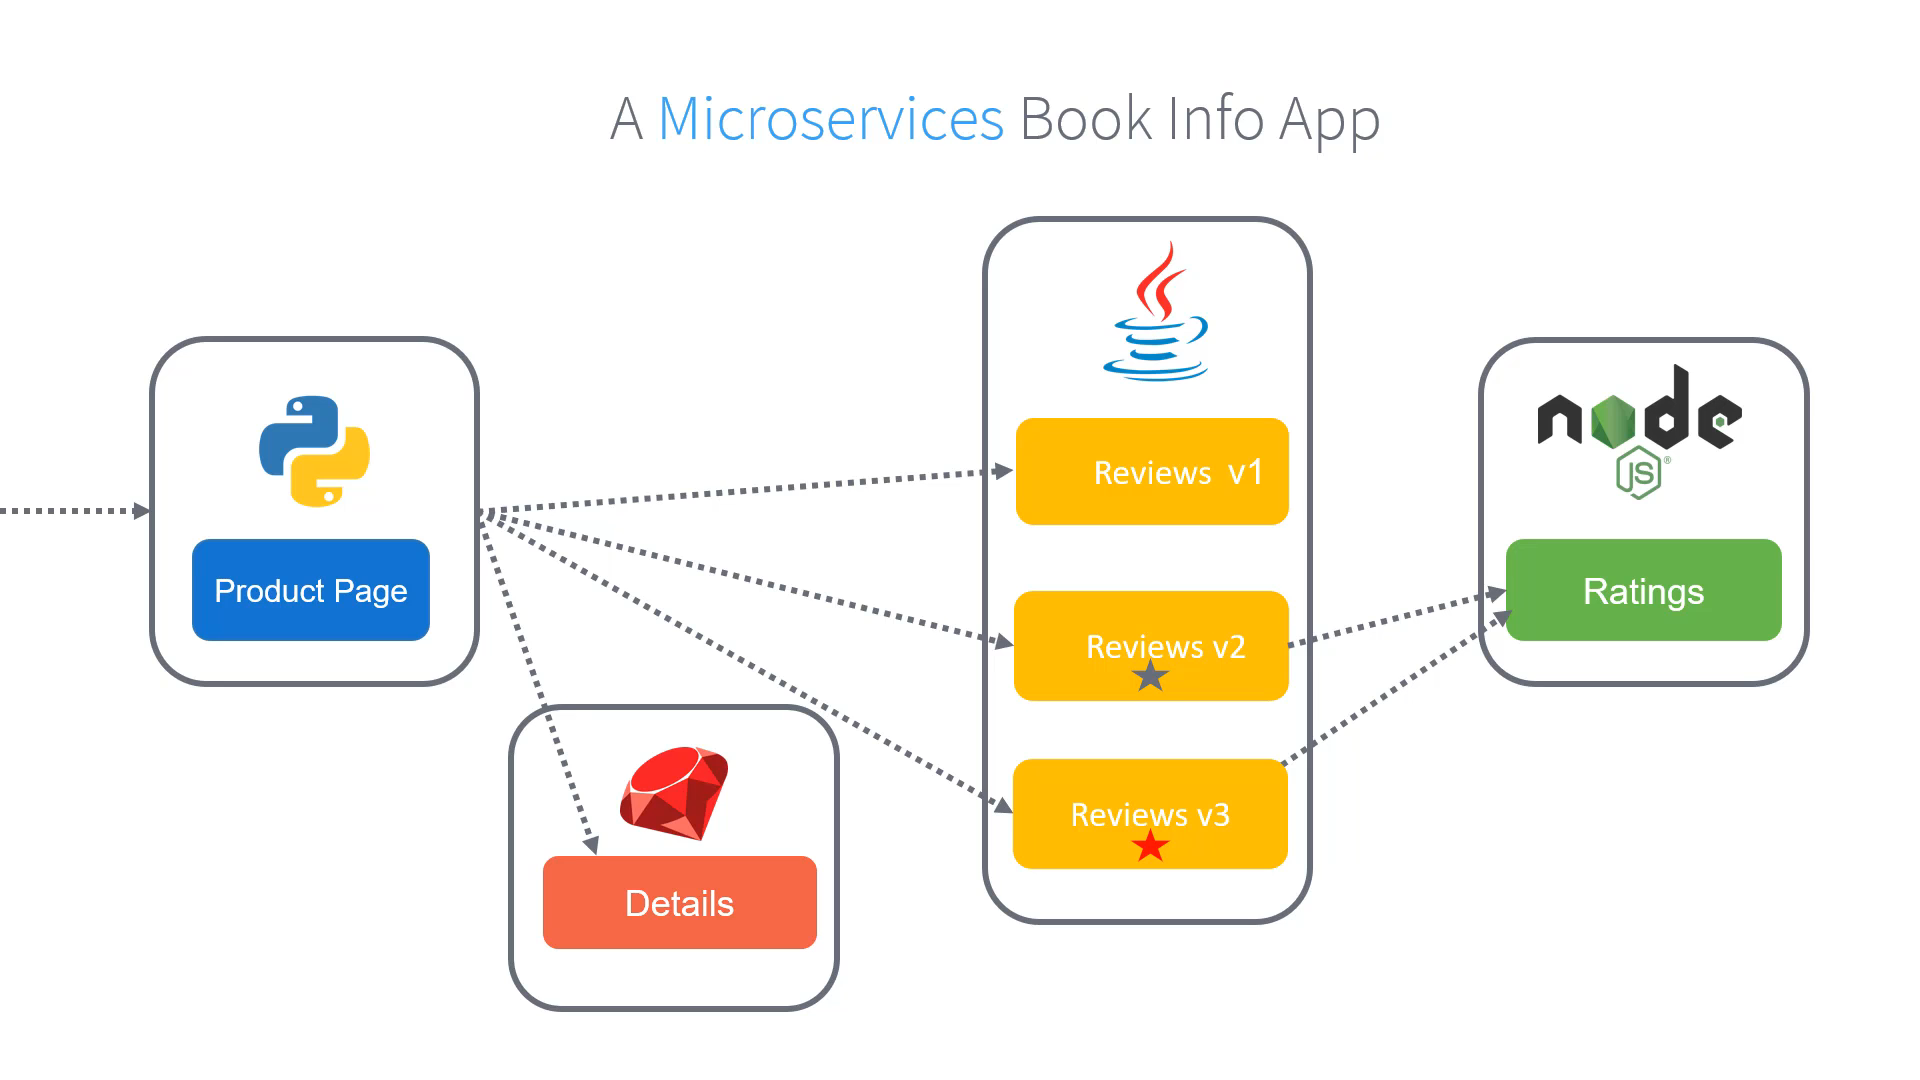 A Microservices Book Info App
Product Page
Details
Reviews v1
Reviews v2
Reviews v3
node
JS®
Ratings